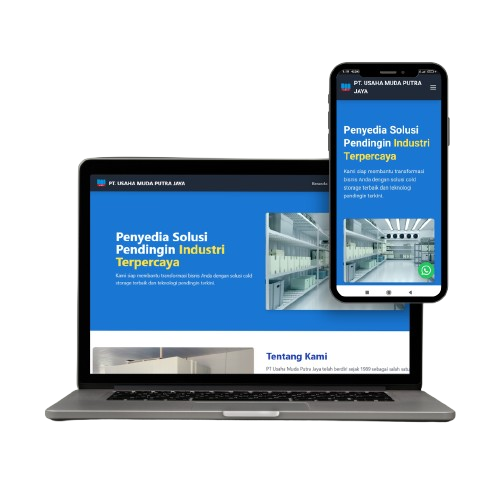 PT. USAHA MUDA PUTRA JAYA
Beranda
Penyedia Solusi
Pendingin Industri
Terpercaya
Kami siap membantu transformasi bisnis Anda dengan solusi cold
storage terbaik dan teknologi pendingin terkini.
Tentang Kami
PT Usaha Muda Putra Jaya telah berdiri sejak 1989 sebagai salah satu
PT. USAHA MUDA PUTRA
JAYA
Penyedia Solusi
Pendingin Industri
Terpercaya
Kami siap membantu transformasi
bisnis Anda dengan solusi cold
storage terbaik dan teknologi
pendingin terkini.